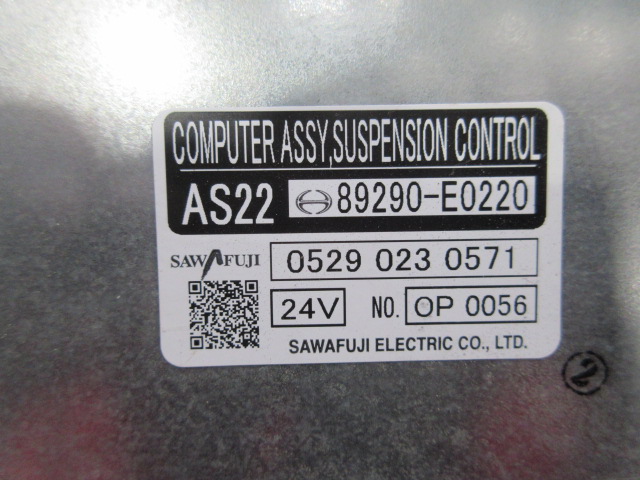 COMPUTER ASSY,SUSPENSION CONTROL
AS22 89290-E0220
SAWAFUJI 0529 023 0571
24V NO. OP 0056
SAWAFUJI ELECTRIC CO., LTD.
2